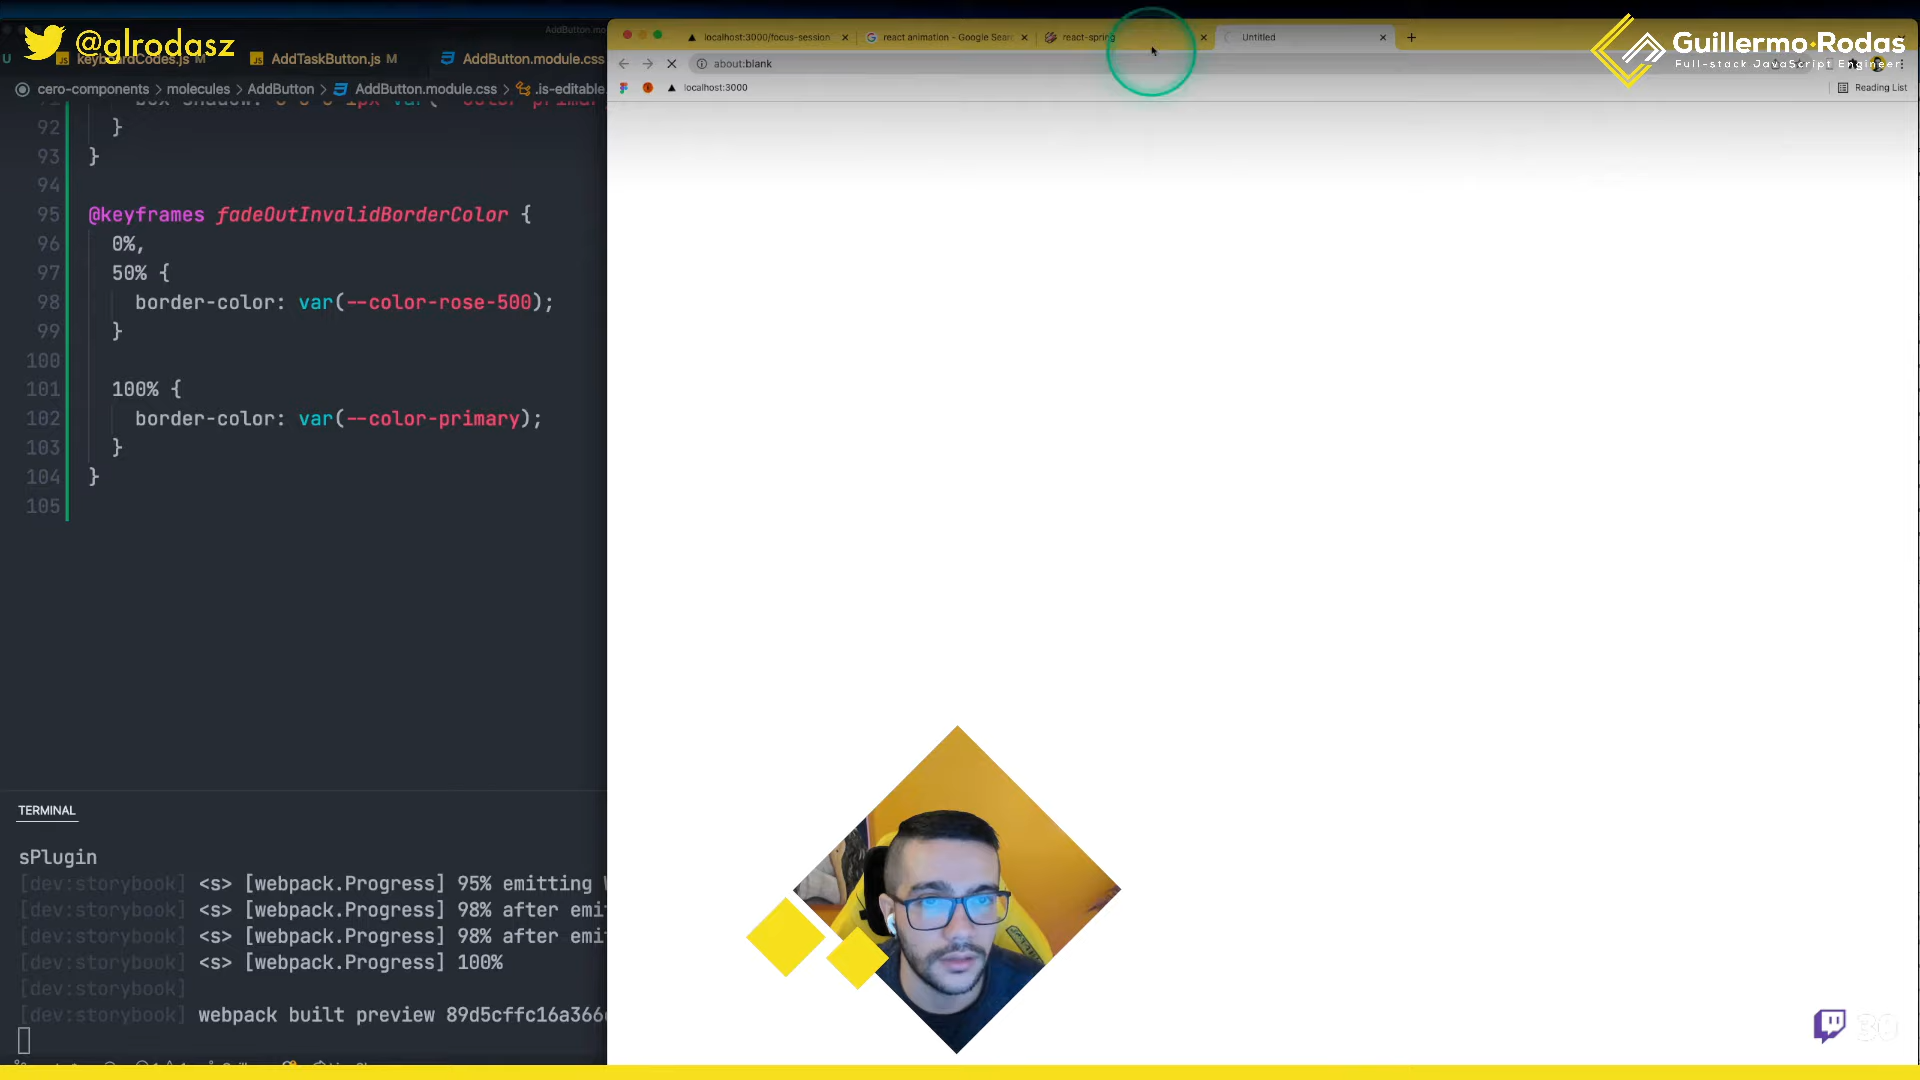 @glrodasz
Guillermo Rodas
Full-stack JavaScript Engineer
U keyboardCodes.js M AddTaskButton.js M AddButton.module.css
cero-components > molecules > AddButton > AddButton.module.css > .is-editable
92 }
93 }
94
95 @keyframes fadeOutInvalidBorderColor {
96 0%,
97 50% {
98 border-color: var(--color-rose-500);
99 }
100
101 100% {
102 border-color: var(--color-primary);
103 }
104 }
105
TERMINAL
sPlugin
[dev:storybook] <s> [webpack.Progress] 95% emitting
[dev:storybook] <s> [webpack.Progress] 98% after emi
[dev:storybook] <s> [webpack.Progress] 98% after emi
[dev:storybook] <s> [webpack.Progress] 100%
[dev:storybook]
[dev:storybook] webpack built preview 89d5cffc16a366
localhost:3000/focus-session
react animation - Google Sear
react-spring
Untitled
about:blank
localhost:3000
Reading List
30